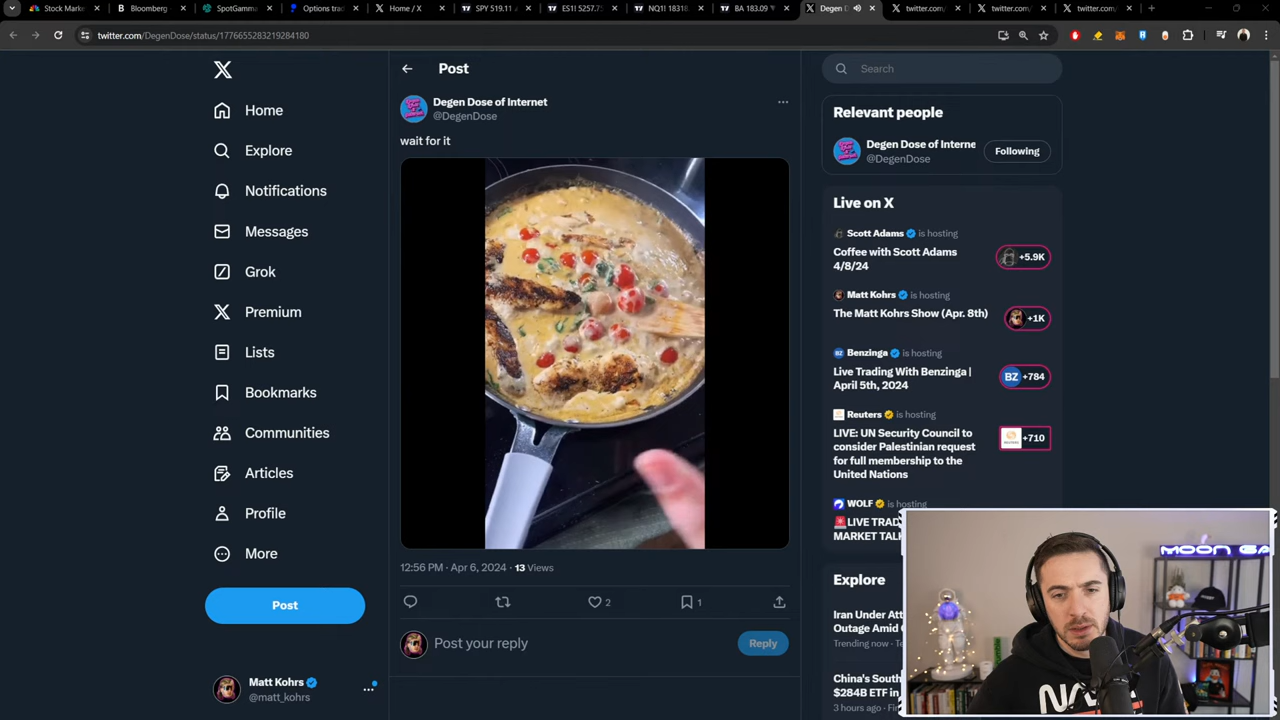 Stock Marke
Bloomberg -
SpotGamma
Options trad
Home / X
SPY 519.11
ES1! 5257.75
NQ1! 18318
BA 183.09
Degen D
twitter.com/
twitter.com/
twitter.com/
twitter.com/DegenDose/status/1776655283219284180
Home
Explore
Notifications
Messages
Grok
Premium
Lists
Bookmarks
Communities
Articles
Profile
More
Post
Matt Kohrs
@matt_kohrs
Post
Degen Dose of Internet
@DegenDose
wait for it
12:56 PM · Apr 6, 2024 · 13 Views
2
1
Post your reply
Reply
Search
Relevant people
Degen Dose of Interne
@DegenDose
Following
Live on X
Scott Adams is hosting
Coffee with Scott Adams
4/8/24
+5.9K
Matt Kohrs is hosting
The Matt Kohrs Show (Apr. 8th)
+1K
Benzinga is hosting
Live Trading With Benzinga |
April 5th, 2024
BZ +784
Reuters is hosting
LIVE: UN Security Council to
consider Palestinian request
for full membership to the
United Nations
+710
WOLF is hosting
LIVE TRAD
MARKET TAL
Explore
Iran Under Att
Outage Amid
Trending now
China's South
$284B ETF in
3 hours ago
MOON GA